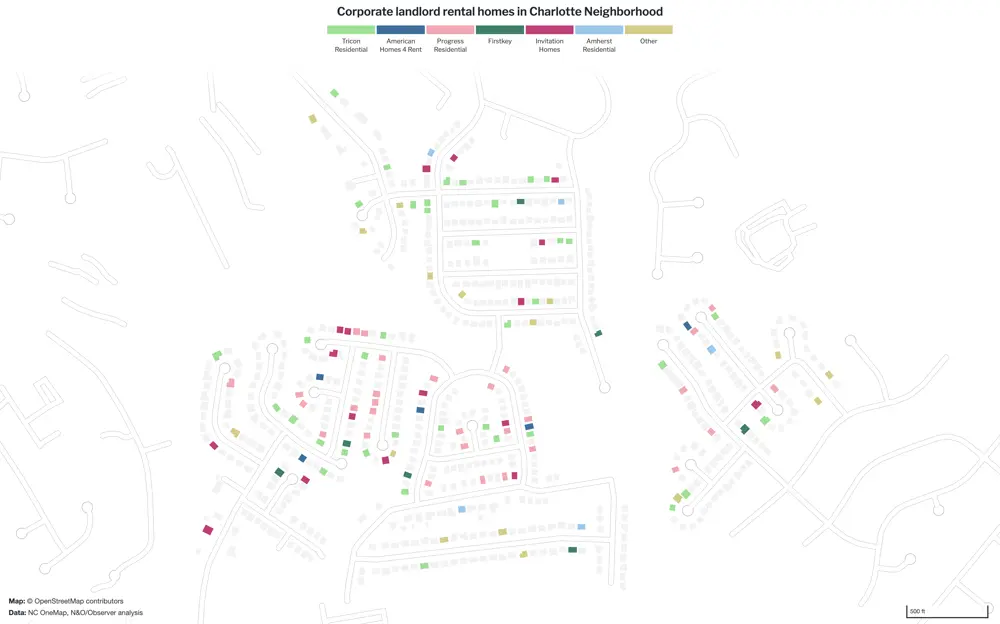 Corporate landlord rental homes in Charlotte Neighborhood
Tricon
Residential
American
Homes 4 Rent
Progress
Residential
Firstkey
Invitation
Homes
Amherst
Residential
Other
Map: © OpenStreetMap contributors
Data: NC OneMap, N&O/Observer analysis
500 ft